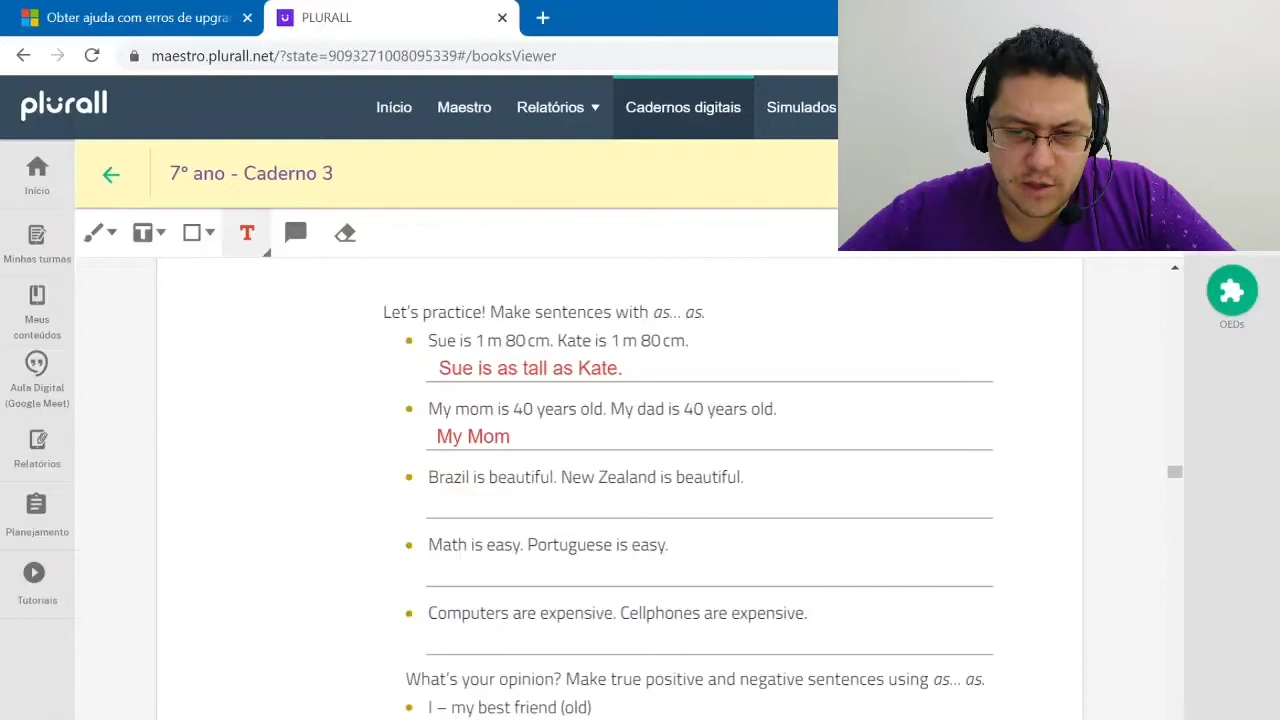 Obter ajuda com erros de upgra
PLURALL
maestro.plurall.net/?state=9093271008095339#/booksViewer
plurall
Início
Maestro
Relatórios
Cadernos digitais
Simulados
Início
7º ano - Caderno 3
Minhas turmas
T
T
Meus
conteúdos
Aula Digital
(Google Meet)
Relatórios
Planejamento
Tutoriais
OEDs
Let's practice! Make sentences with as... as.
Sue is 1 m 80 cm. Kate is 1 m 80 cm.
Sue is as tall as Kate.
My mom is 40 years old. My dad is 40 years old.
My Mom
Brazil is beautiful. New Zealand is beautiful.
Math is easy. Portuguese is easy.
Computers are expensive. Cellphones are expensive.
What's your opinion? Make true positive and negative sentences using as... as.
I – my best friend (old)